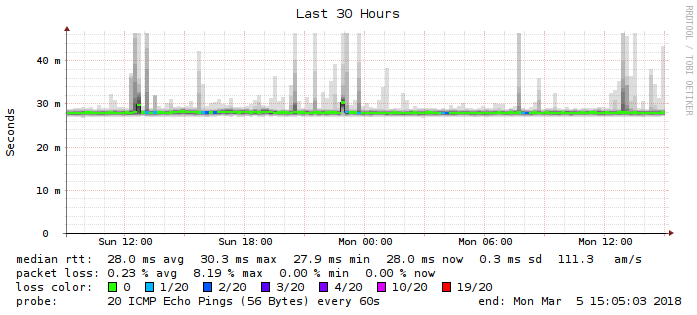 Last 30 Hours
RRDTOOL / TOBI OETIKER
Seconds
40 m
30 m
20 m
10 m
0
Sun 12:00 Sun 18:00 Mon 00:00 Mon 06:00 Mon 12:00
median rtt: 28.0 ms avg 30.3 ms max 27.9 ms min 28.0 ms now 0.3 ms sd 111.3 am/s
packet loss: 0.23 % avg 8.19 % max 0.00 % min 0.00 % now
loss color: 0 1/20 2/20 3/20 4/20 10/20 19/20
probe: 20 ICMP Echo Pings (56 Bytes) every 60s end: Mon Mar 5 15:05:03 2018